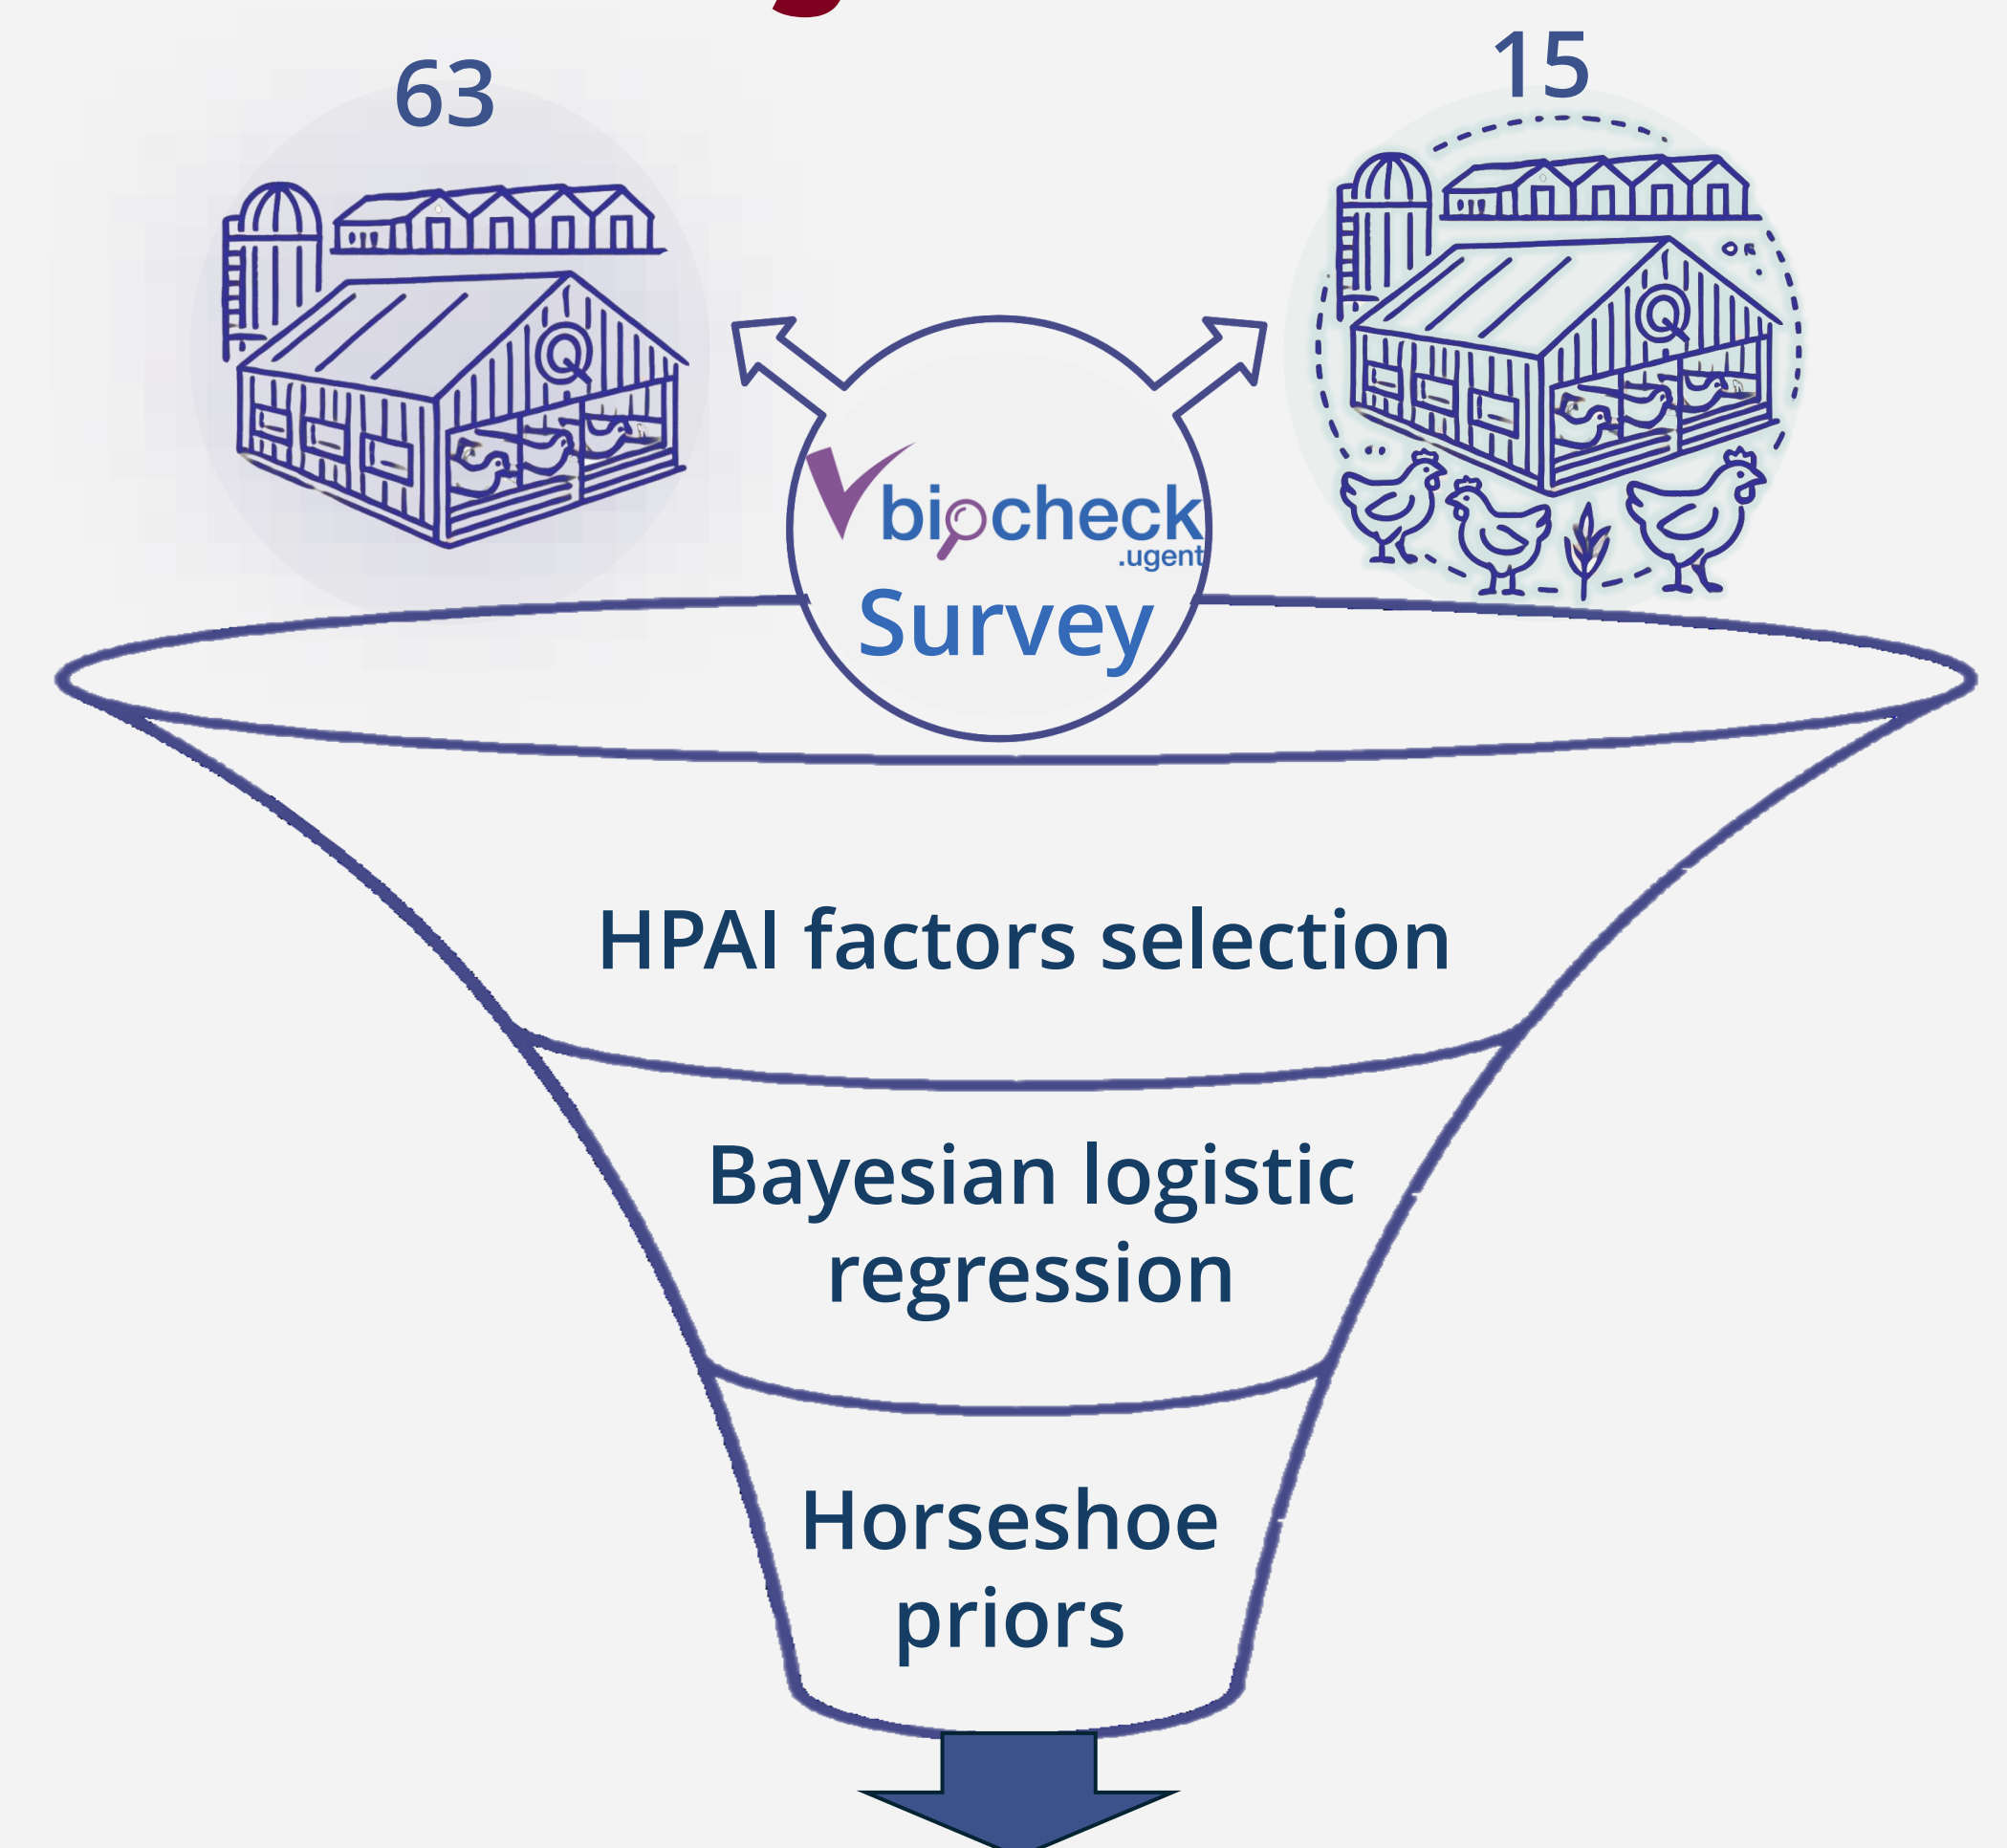 63
15
biocheck
.ugent
Survey
HPAI factors selection
Bayesian logistic
regression
Horseshoe
priors